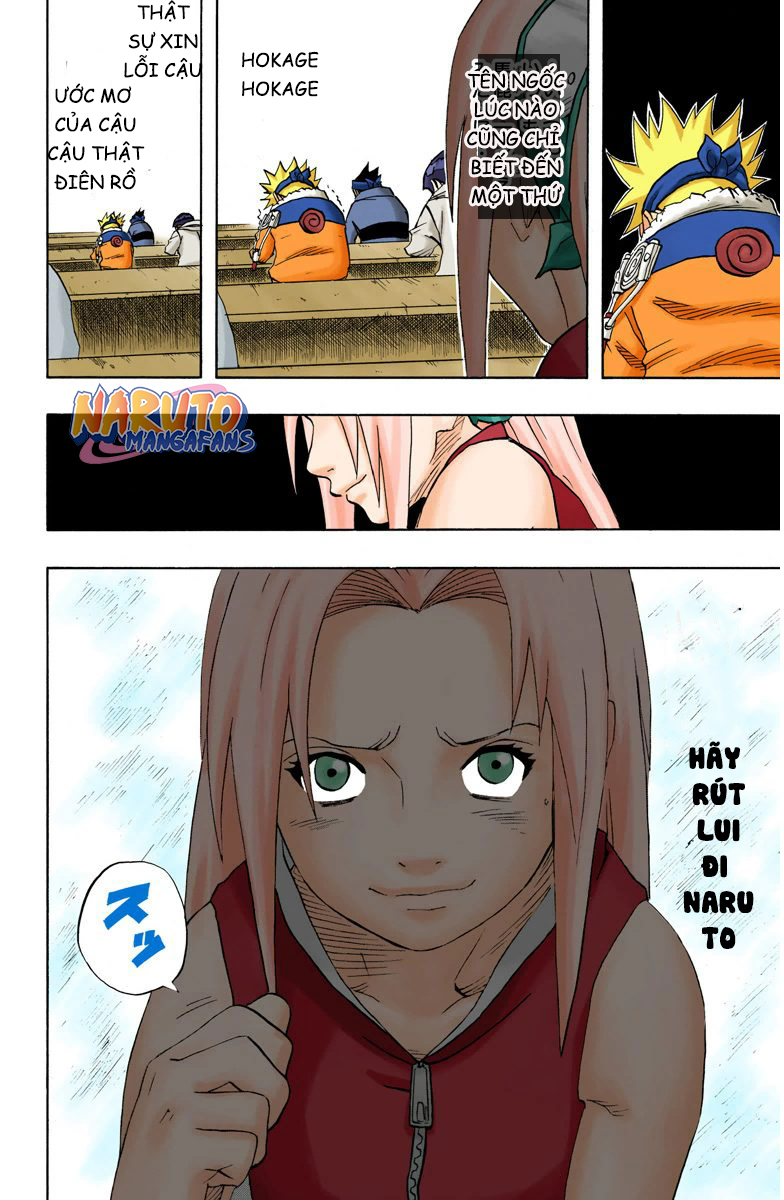 TÊN NGỐC
LÚC NÀO
CŨNG CHỈ
BIẾT ĐẾN
MỘT THỨ
HOKAGE
HOKAGE
THẬT
SỰ XIN
LỖI CẬU
ƯỚC MƠ
CỦA CẬU
CẬU THẬT
ĐIÊN RỒ
NARUTO
MANGAFANS
HÃY
RÚT
LUI
ĐI
NARU
TO
スッ